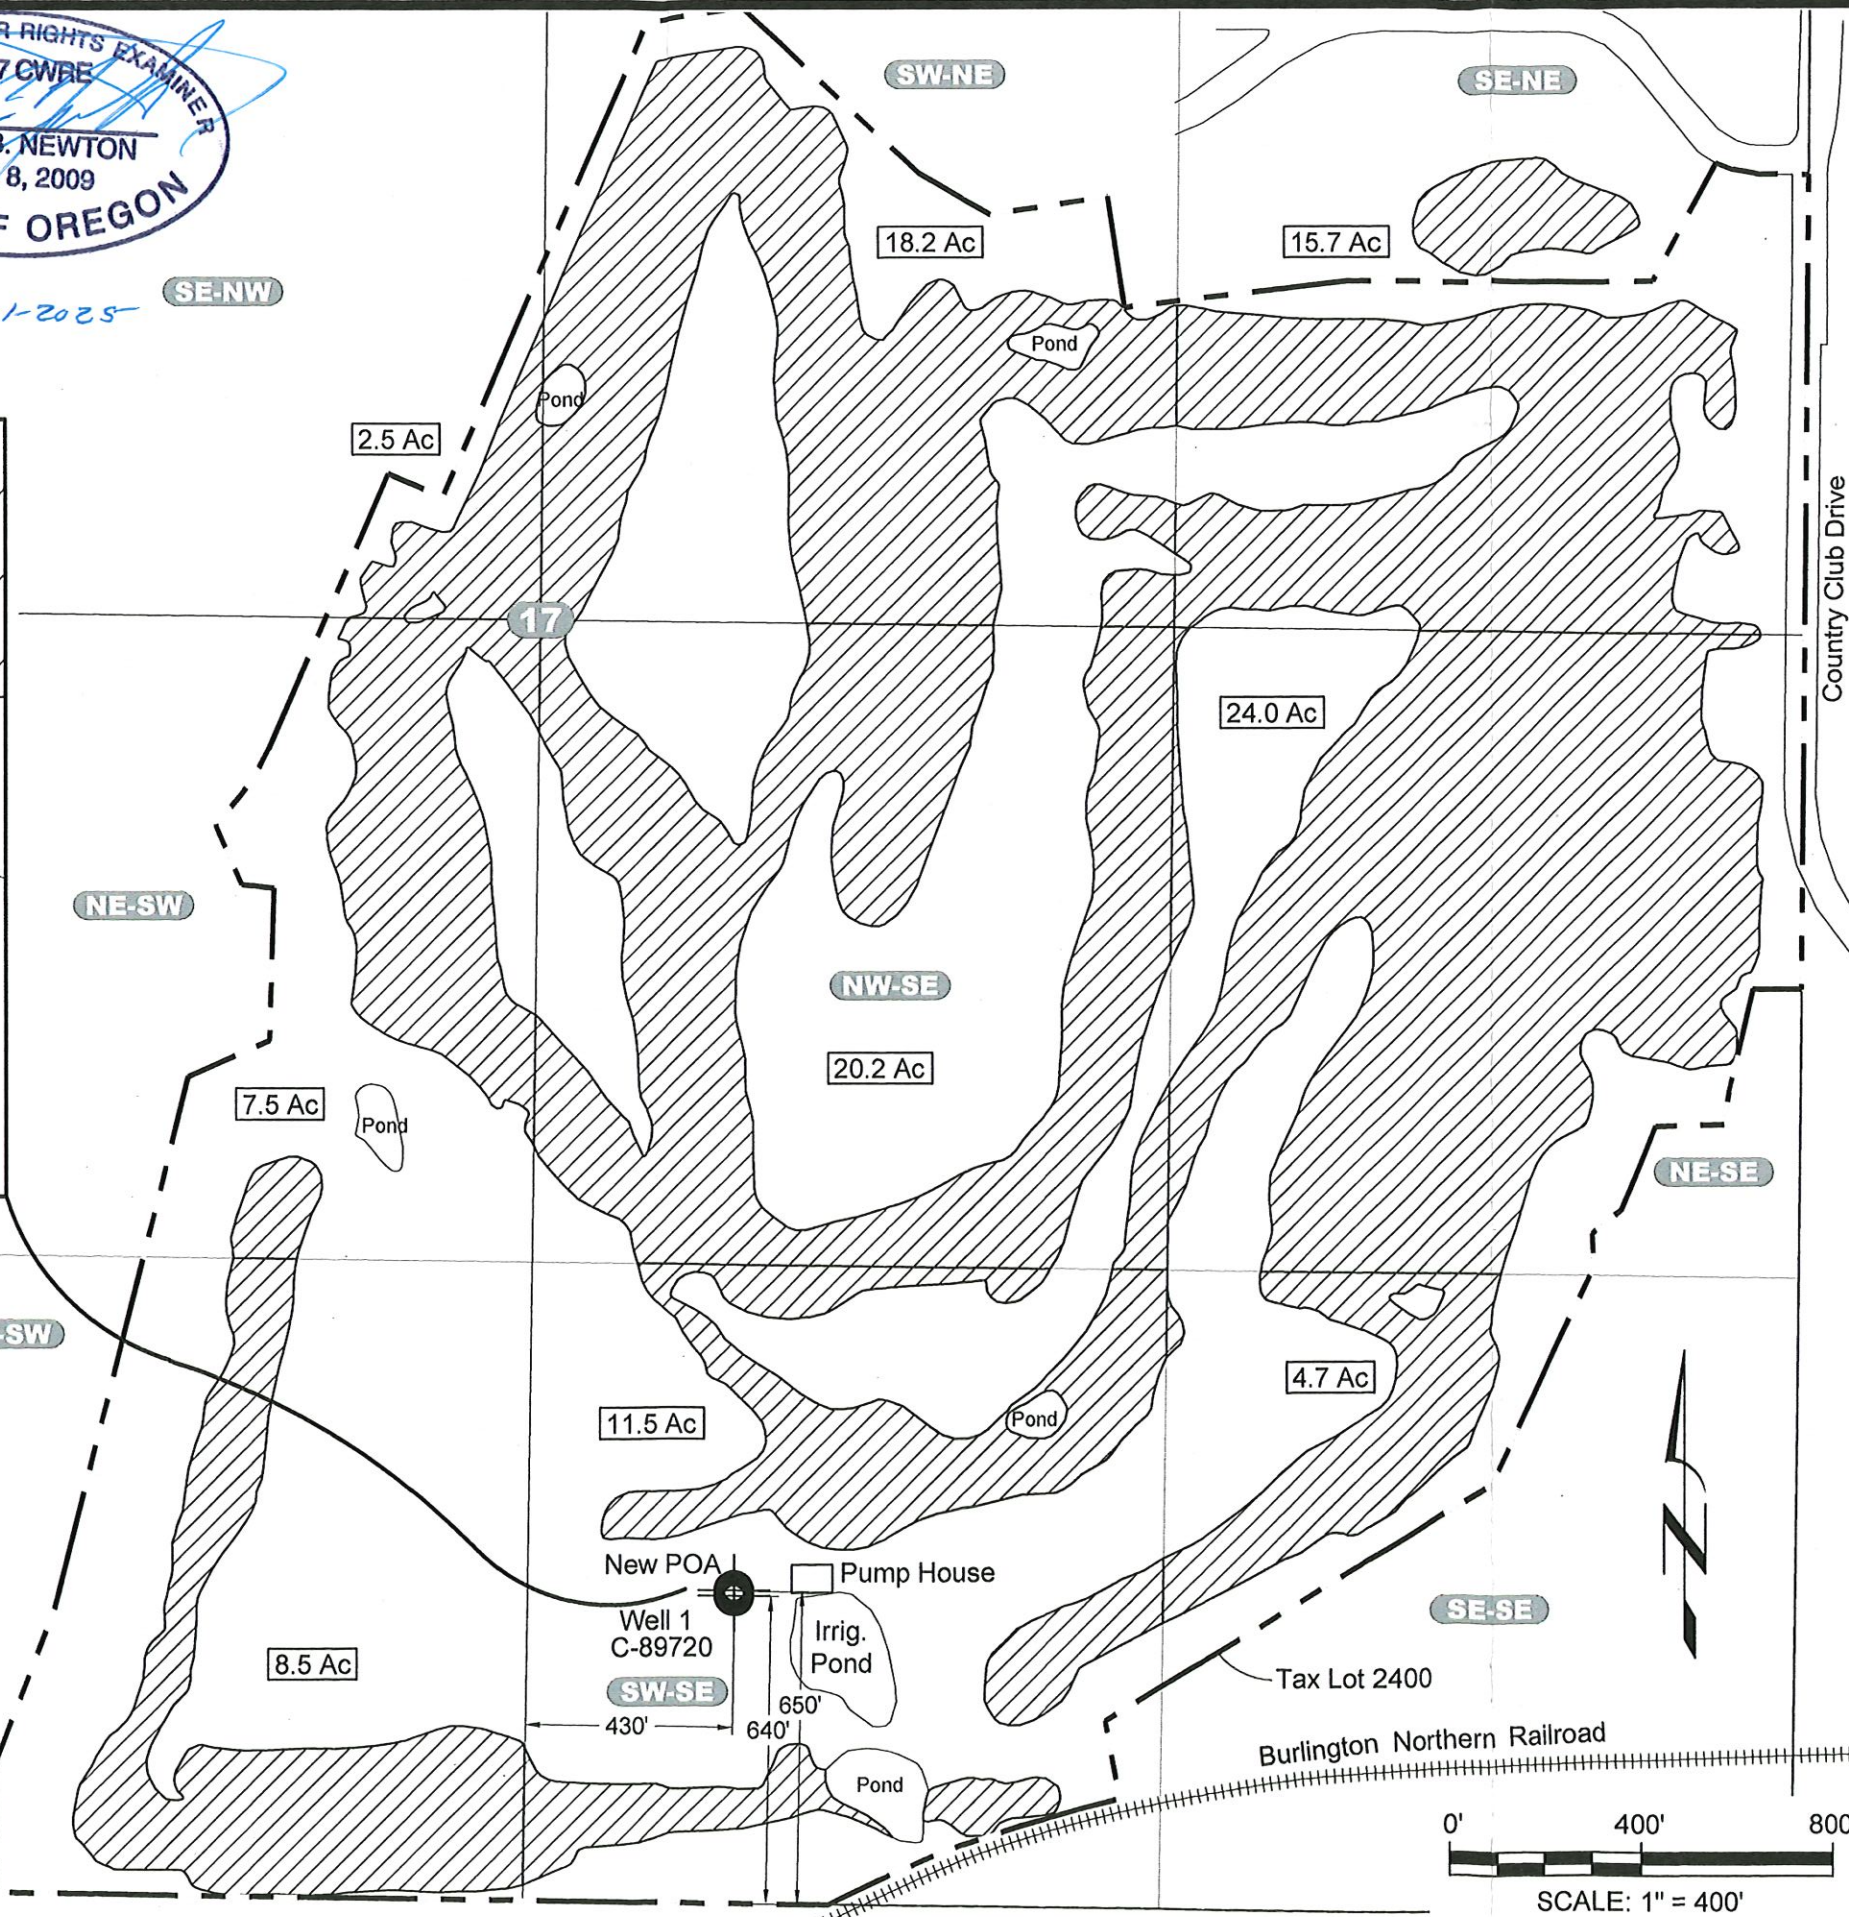 R RIGHTS EXAMINER
7 CWRE
B. NEWTON
8, 2009
F OREGON
1-2025
SW-NE
SE-NE
18.2 Ac
15.7 Ac
SE-NW
Pond
Pond
2.5 Ac
Country Club Drive
17
24.0 Ac
NE-SW
NW-SE
20.2 Ac
7.5 Ac
Pond
NE-SE
-SW
4.7 Ac
11.5 Ac
Pond
N
New POA
Pump House
Well 1
C-89720
Irrig.
Pond
SE-SE
8.5 Ac
SW-SE
Tax Lot 2400
430'
640'
650'
Burlington Northern Railroad
Pond
0' 400' 800
SCALE: 1" = 400'